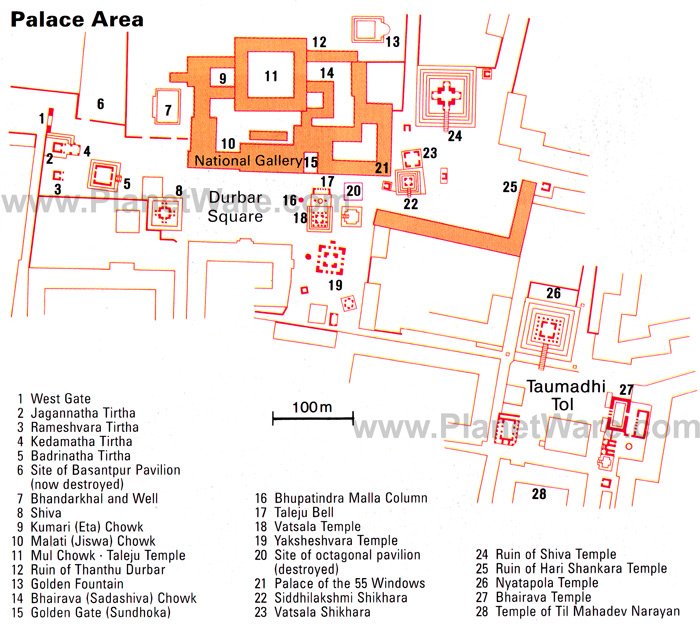 Palace Area
12
13
9
11
14
6
7
1
24
10
2
4
National Gallery
15
21
23
5
17
3
8
16
20
22
25
www.PlanetWare.com
Durbar
Square
18
19
26
Taumadhi
Tol
27
100 m
www.PlanetWare.com
28
1 West Gate
2 Jagannatha Tirtha
3 Rameshvara Tirtha
4 Kedamatha Tirtha
5 Badrinatha Tirtha
6 Site of Basantpur Pavilion
(now destroyed)
7 Bhandarkhal and Well
8 Shiva
9 Kumari (Eta) Chowk
10 Malati (Jiswa) Chowk
11 Mul Chowk - Taleju Temple
12 Ruin of Thanthu Durbar
13 Golden Fountain
14 Bhairava (Sadashiva) Chowk
15 Golden Gate (Sundhoka)
16 Bhupatindra Malla Column
17 Taleju Bell
18 Vatsala Temple
19 Yaksheshvara Temple
20 Site of octagonal pavilion
(destroyed)
21 Palace of the 55 Windows
22 Siddhilakshmi Shikhara
23 Vatsala Shikhara
24 Ruin of Shiva Temple
25 Ruin of Hari Shankara Temple
26 Nyatapola Temple
27 Bhairava Temple
28 Temple of Til Mahadev Narayan